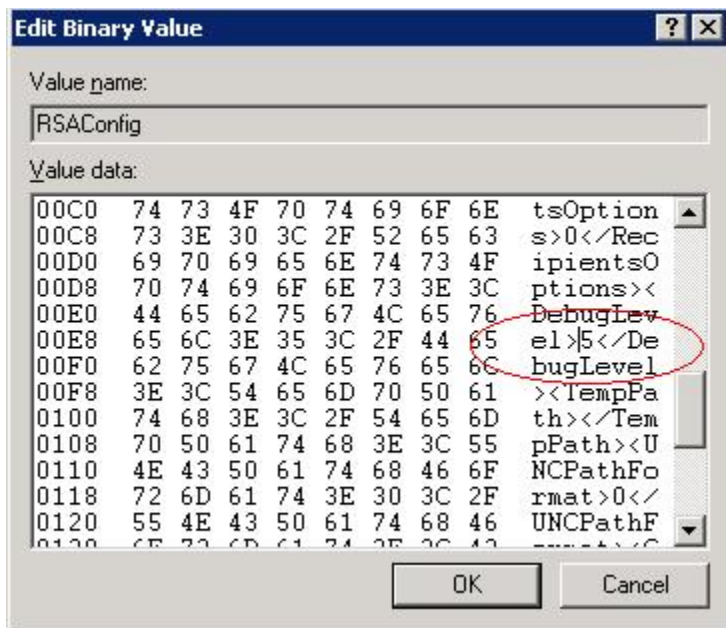 Edit Binary Value
Value name:
RSAConfig
Value data:
00C0 74 73 4F 70 74 69 6F 6E tsOption
00C8 73 3E 30 3C 2F 52 65 63 s>0</Rec
00D0 69 70 69 65 6E 74 73 4F ipientsO
00D8 70 74 69 6F 6E 73 3E 3C ptions><
00E0 44 65 62 75 67 4C 65 76 DebugLev
00E8 65 6C 3E 35 3C 2F 44 65 el>5</De
00F0 62 75 67 4C 65 76 65 6C bugLevel
00F8 3E 3C 54 65 6D 70 50 61 ><TempPa
0100 74 68 3E 3C 2F 54 65 6D th></Tem
0108 70 50 61 74 68 3E 3C 55 pPath><U
0110 4E 43 50 61 74 68 46 6F NCPathFo
0118 72 6D 61 74 3E 30 3C 2F rmat>0</
0120 55 4E 43 50 61 74 68 46 UNCPathF
OK Cancel